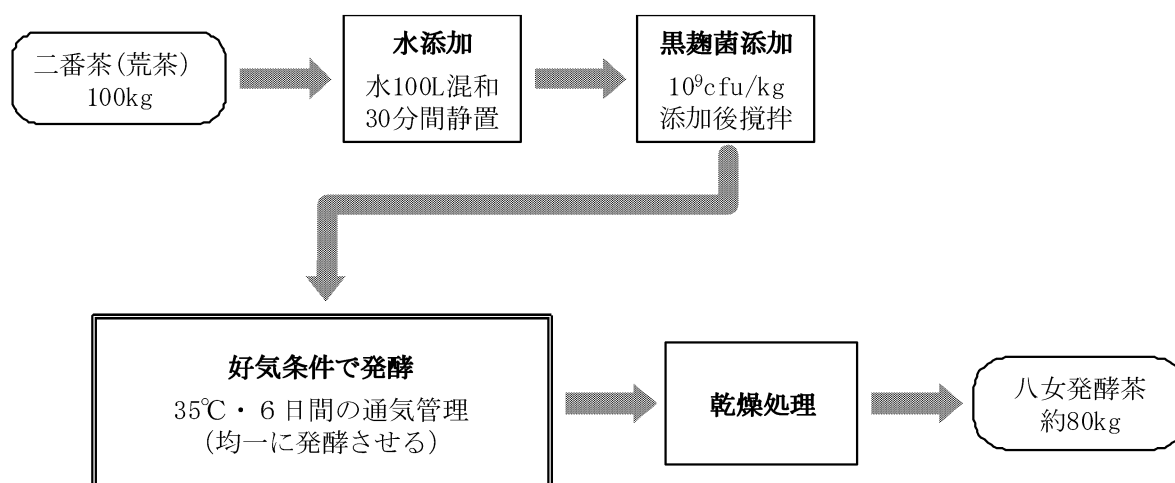 二番茶(荒茶)
100kg
水添加
水100L混和
30分間静置
黒麹菌添加
10⁹cfu/kg
添加後撹拌
好気条件で発酵
35℃・６日間の通気管理
(均一に発酵させる)
乾燥処理
八女発酵茶
約80kg